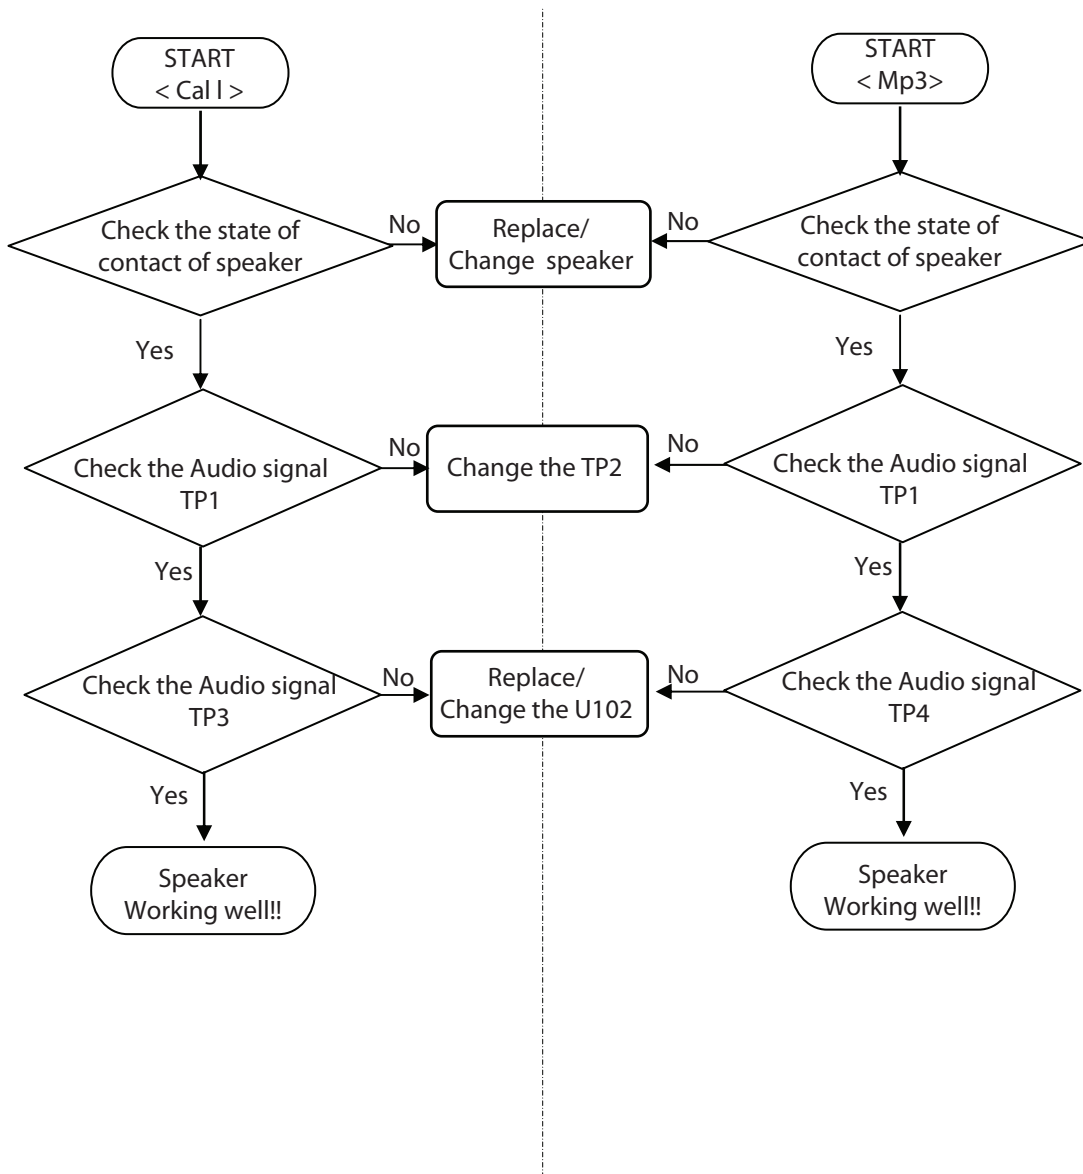 START
< Cal l >
START
< Mp3>
Check the state of
contact of speaker
No
Replace/
Change speaker
No
Check the state of
contact of speaker
Yes
Yes
Check the Audio signal
TP1
No
Change the TP2
No
Check the Audio signal
TP1
Yes
Yes
Check the Audio signal
TP3
No
Replace/
Change the U102
No
Check the Audio signal
TP4
Yes
Yes
Speaker
Working well!!
Speaker
Working well!!